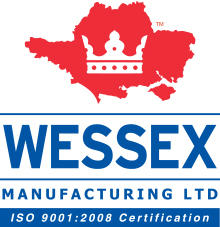 TM
WESSEX
MANUFACTURING LTD
ISO 9001:2008 Certification